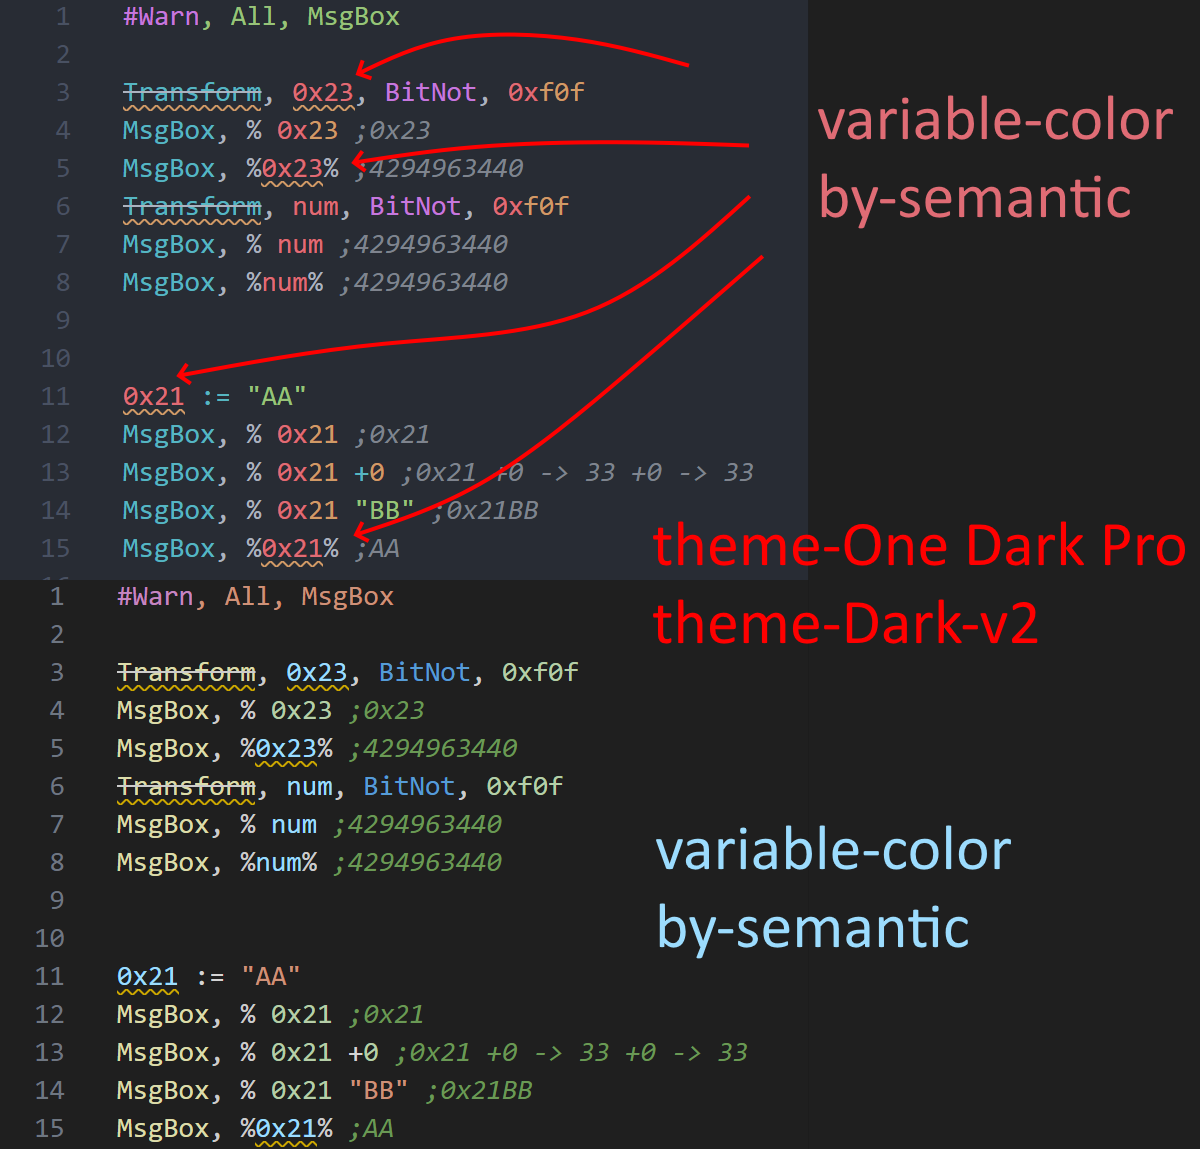 1 #Warn, All, MsgBox
2
3 Transform, 0x23, BitNot, 0xf0f
4 MsgBox, % 0x23 ;0x23
5 MsgBox, %0x23% ;4294963440
6 Transform, num, BitNot, 0xf0f
7 MsgBox, % num ;4294963440
8 MsgBox, %num% ;4294963440
9
10
11 0x21 := "AA"
12 MsgBox, % 0x21 ;0x21
13 MsgBox, % 0x21 +0 ;0x21 +0 -> 33 +0 -> 33
14 MsgBox, % 0x21 "BB" ;0x21BB
15 MsgBox, %0x21% ;AA
variable-color
by-semantic
theme-One Dark Pro
theme-Dark-v2
1 #Warn, All, MsgBox
2
3 Transform, 0x23, BitNot, 0xf0f
4 MsgBox, % 0x23 ;0x23
5 MsgBox, %0x23% ;4294963440
6 Transform, num, BitNot, 0xf0f
7 MsgBox, % num ;4294963440
8 MsgBox, %num% ;4294963440
9
10
11 0x21 := "AA"
12 MsgBox, % 0x21 ;0x21
13 MsgBox, % 0x21 +0 ;0x21 +0 -> 33 +0 -> 33
14 MsgBox, % 0x21 "BB" ;0x21BB
15 MsgBox, %0x21% ;AA
variable-color
by-semantic